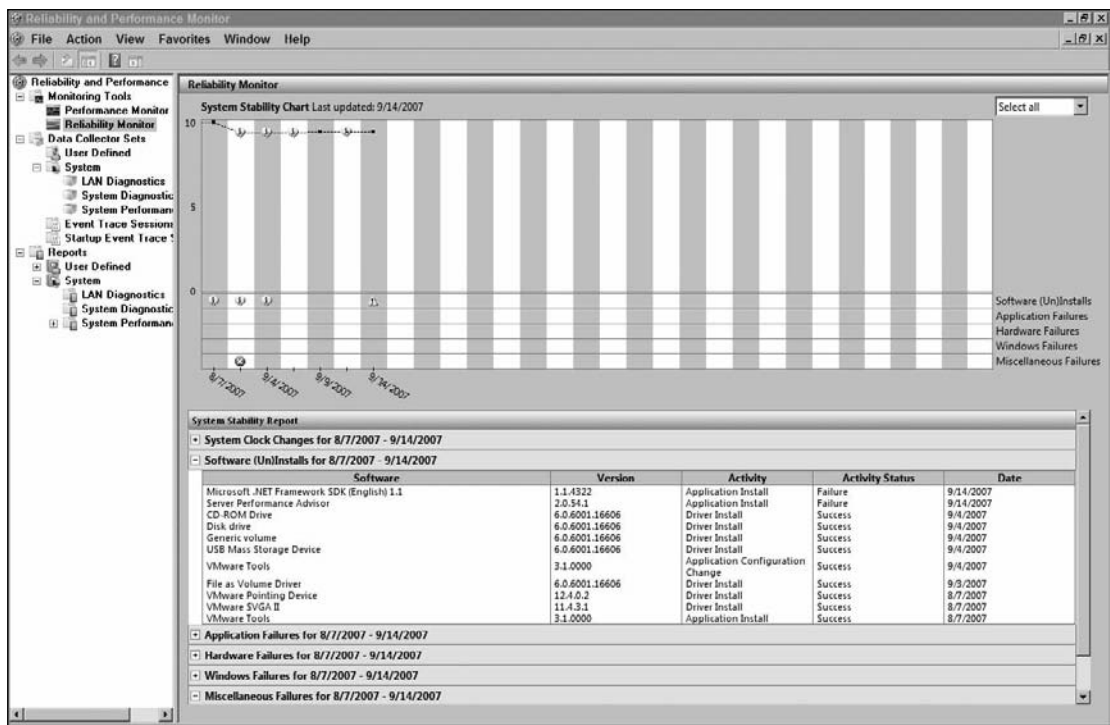 Reliability and Performance Monitor
File Action View Favorites Window Help
Reliability and Performance
Monitoring Tools
Performance Monitor
Reliability Monitor
Data Collector Sets
User Defined
System
LAN Diagnostics
System Diagnostic
System Performan
Event Trace Sessions
Startup Event Trace S
Reports
User Defined
System
LAN Diagnostics
System Diagnostic
System Performan
Reliability Monitor
System Stability Chart Last updated: 9/14/2007
Select all
10
5
0
Software (Un)Installs
Application Failures
Hardware Failures
Windows Failures
Miscellaneous Failures
8/7/2007 9/4/2007 9/9/2007 9/14/2007
System Stability Report
System Clock Changes for 8/7/2007 - 9/14/2007
Software (Un)Installs for 8/7/2007 - 9/14/2007
Software Version Activity Activity Status Date
Microsoft .NET Framework SDK (English) 1.1 1.1.4322 Application Install Failure 9/14/2007
Server Performance Advisor 2.0.54.1 Application Install Failure 9/14/2007
CD-ROM Drive 6.0.6001.16606 Driver Install Success 9/4/2007
Disk drive 6.0.6001.16606 Driver Install Success 9/4/2007
Generic volume 6.0.6001.16606 Driver Install Success 9/4/2007
USB Mass Storage Device 6.0.6001.16606 Driver Install Success 9/4/2007
VMware Tools 3.1.0000 Application Configuration Change Success 9/4/2007
File as Volume Driver 6.0.6001.16606 Driver Install Success 9/3/2007
VMware Pointing Device 12.4.0.2 Driver Install Success 8/7/2007
VMware SVGA II 11.4.3.1 Driver Install Success 8/7/2007
VMware Tools 3.1.0000 Application Install Success 8/7/2007
Application Failures for 8/7/2007 - 9/14/2007
Hardware Failures for 8/7/2007 - 9/14/2007
Windows Failures for 8/7/2007 - 9/14/2007
Miscellaneous Failures for 8/7/2007 - 9/14/2007